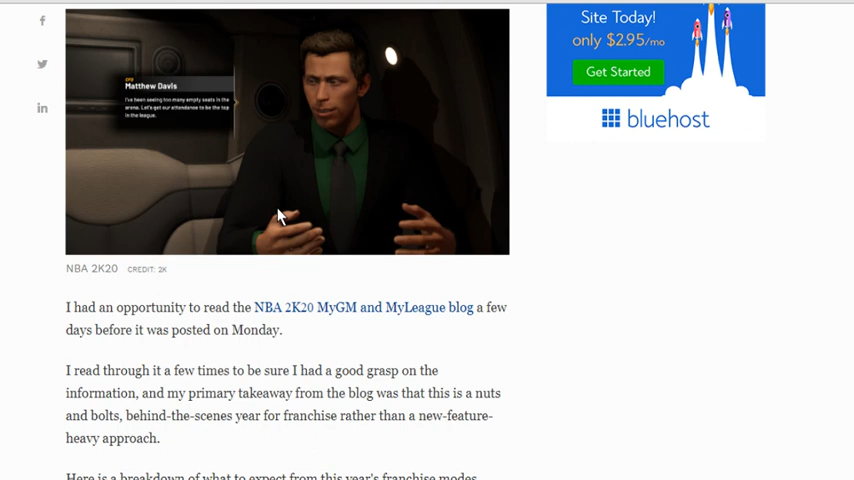 Site Today!
only $2.95/mo
Get Started
bluehost
CFO
Matthew Davis
I've been seeing too many empty seats in the
arena. Let's get our attendance to be the top
in the league.
NBA 2K20 CREDIT: 2K
I had an opportunity to read the NBA 2K20 MyGM and MyLeague blog a few
days before it was posted on Monday.
I read through it a few times to be sure I had a good grasp on the
information, and my primary takeaway from the blog was that this is a nuts
and bolts, behind-the-scenes year for franchise rather than a new-feature-
heavy approach.
Here is a breakdown of what to expect from this year's franchise modes